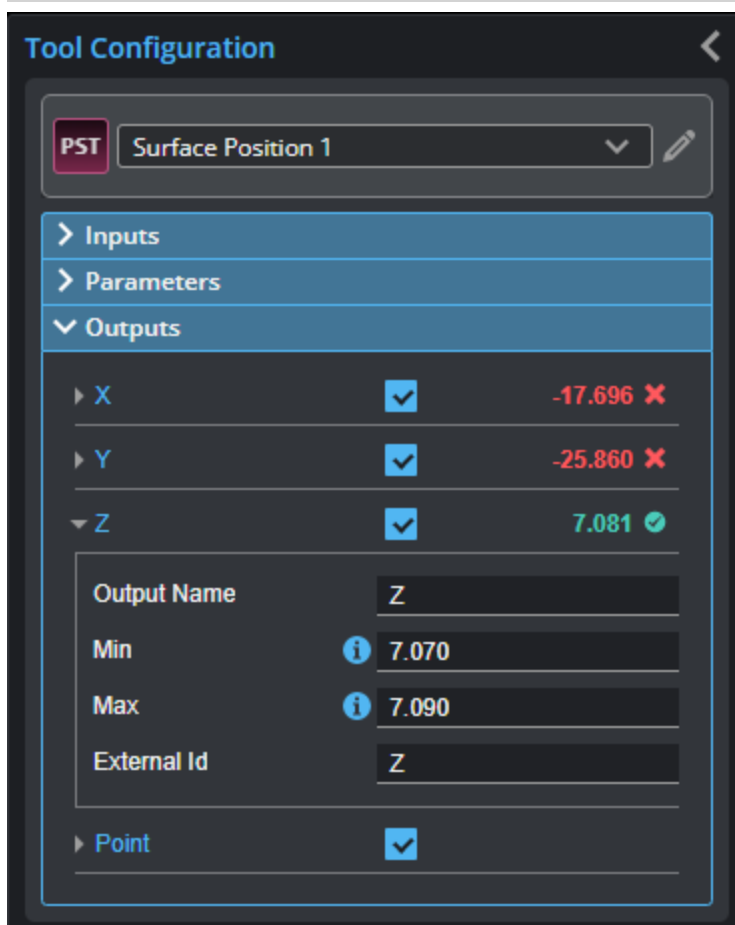 Tool Configuration
PST Surface Position 1
Inputs
Parameters
Outputs
X -17.696
Y -25.860
Z 7.081
Output Name Z
Min 7.070
Max 7.090
External Id Z
Point